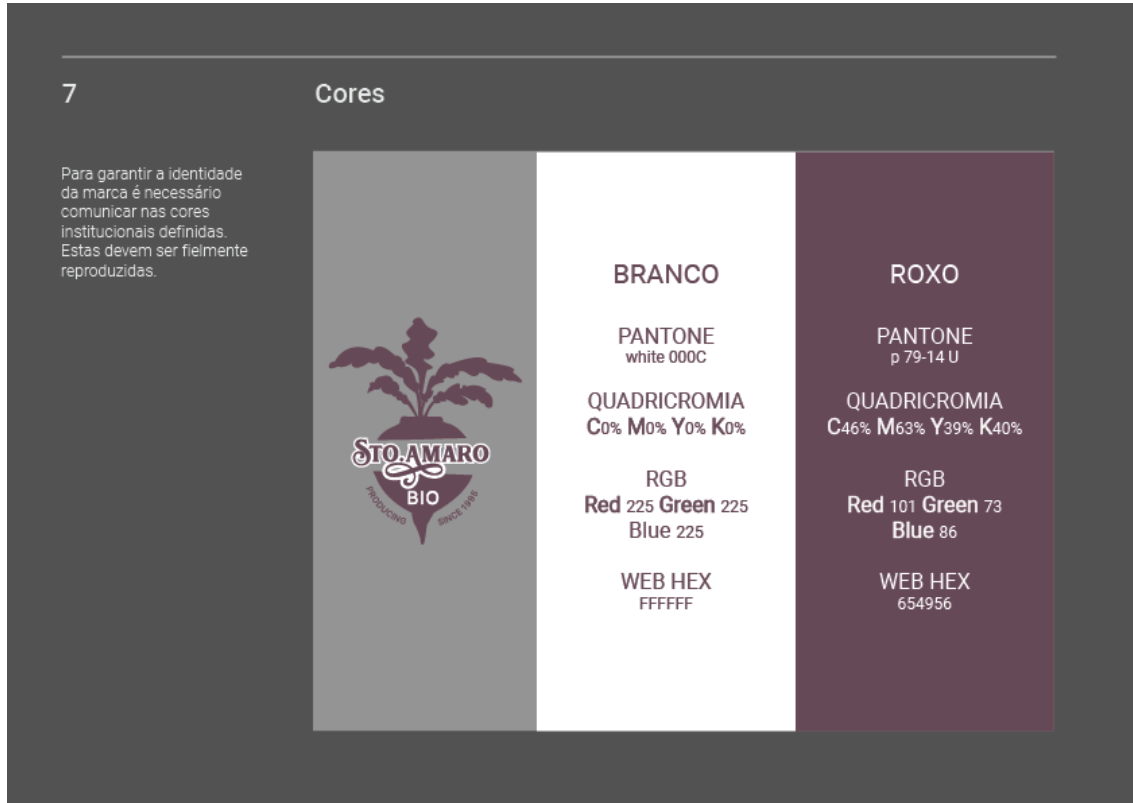 7
Cores
Para garantir a identidade
da marca é necessário
comunicar nas cores
institucionais definidas.
Estas devem ser fielmente
reproduzidas.
STO.AMARO
BIO
PRODUCING
SINCE 1986
BRANCO
PANTONE
white 000C
QUADRICROMIA
C0% M0% Y0% K0%
RGB
Red 225 Green 225
Blue 225
WEB HEX
FFFFFF
ROXO
PANTONE
p 79-14 U
QUADRICROMIA
C46% M63% Y39% K40%
RGB
Red 101 Green 73
Blue 86
WEB HEX
654956